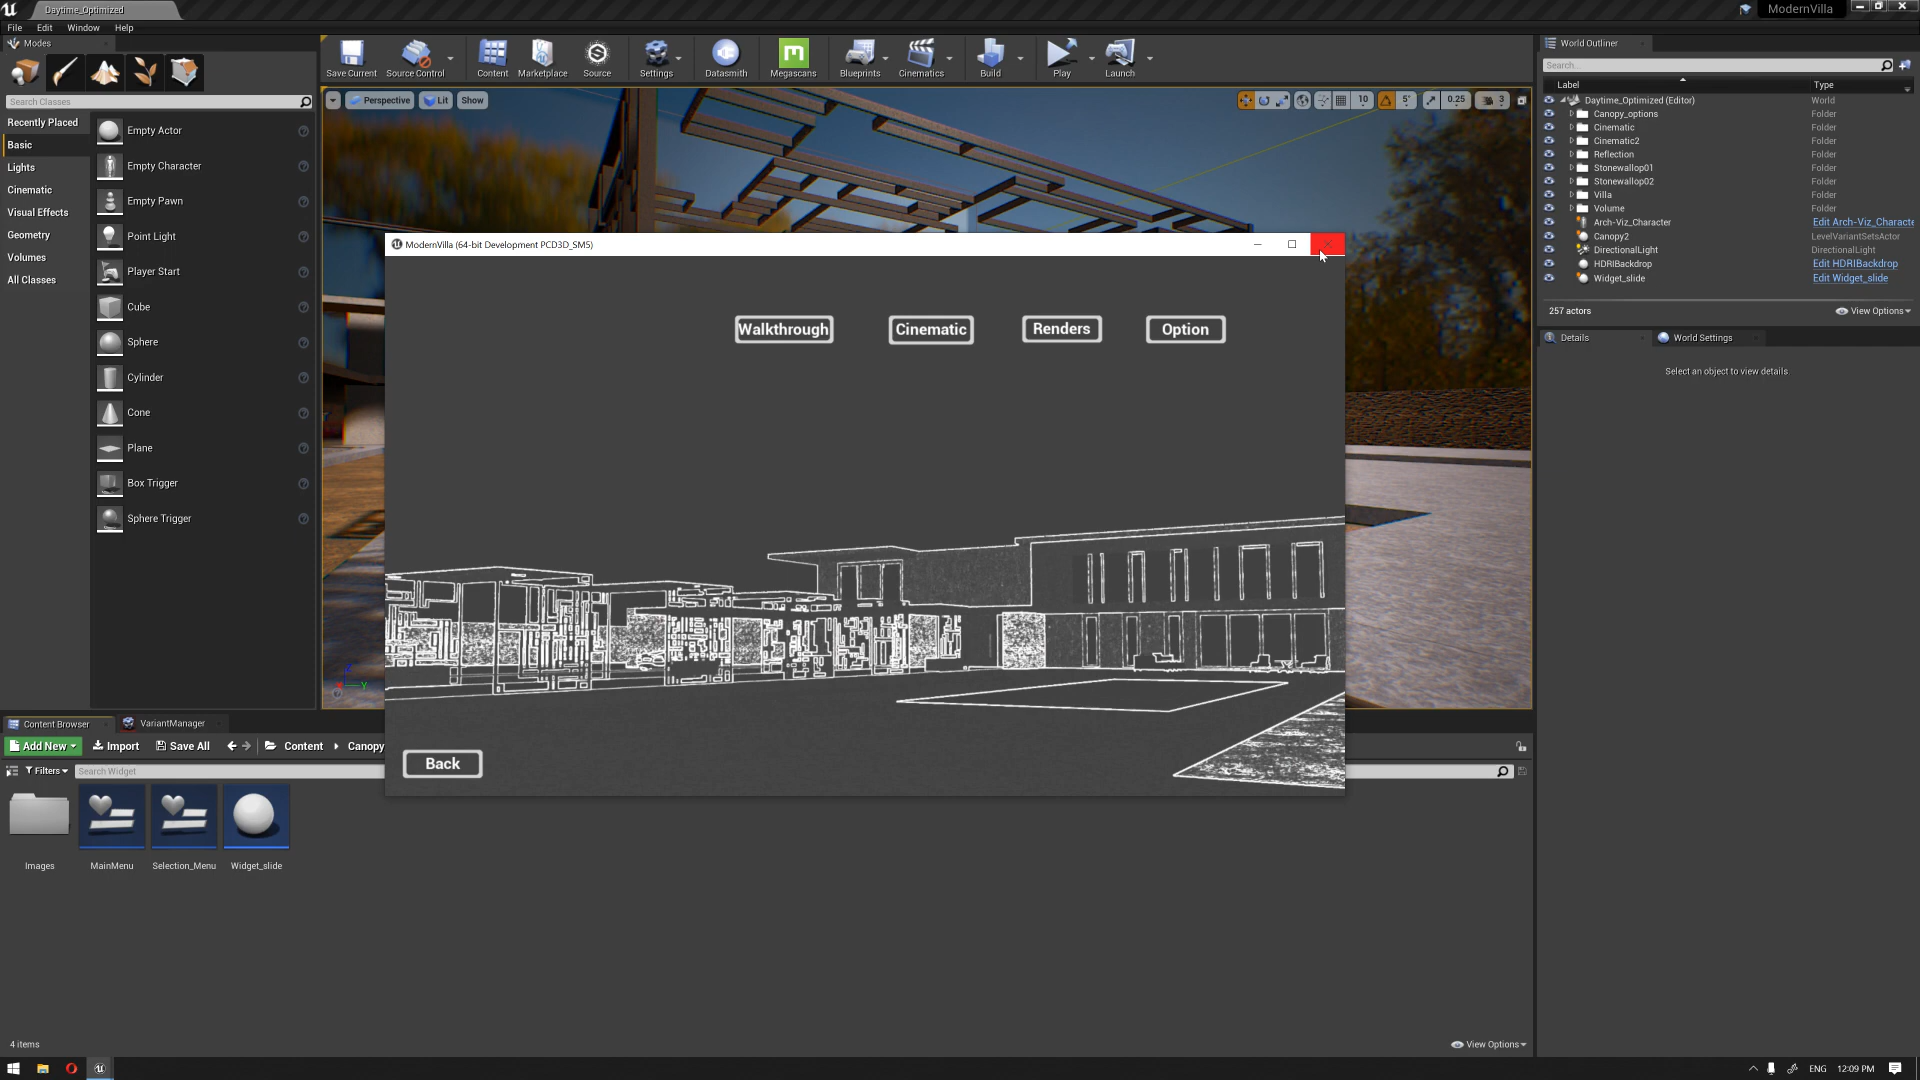 Daytime_Optimized
ModernVilla
File Edit Window Help
Modes
Search Classes
Recently Placed
Basic
Lights
Cinematic
Visual Effects
Geometry
Volumes
All Classes
Empty Actor
Empty Character
Empty Pawn
Point Light
Player Start
Cube
Sphere
Cylinder
Cone
Plane
Box Trigger
Sphere Trigger
Save Current Source Control Content Marketplace Source Settings Datasmith Megascans Blueprints Cinematics Build Play Launch
Perspective Lit Show
10 5° 0.25 3
ModernVilla (64-bit Development PCD3D_SM5)
Walkthrough Cinematic Renders Option
Back
World Outliner
Search...
Label Type
Daytime_Optimized (Editor) World
Canopy_options Folder
Cinematic Folder
Cinematic2 Folder
Reflection Folder
Stonewallop01 Folder
Stonewallop02 Folder
Villa Folder
Volume Folder
Arch-Viz_Character Edit Arch-Viz_Characte
Canopy2 LevelVariantSetsActor
DirectionalLight DirectionalLight
HDRIBackdrop Edit HDRIBackdrop
Widget_slide Edit Widget_slide
257 actors View Options
Details World Settings
Select an object to view details
Content Browser VariantManager
Add New Import Save All Content Canopy
Filters Search Widget
Images MainMenu Selection_Menu Widget_slide
4 items View Options
ENG 12:09 PM